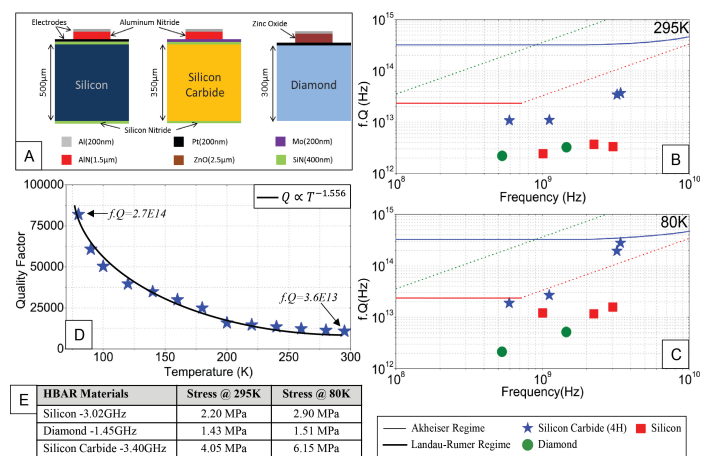 Electrodes
Aluminum Nitride
Zinc Oxide
500μm
Silicon
350μm
Silicon
Carbide
300μm
Diamond
Silicon Nitride
Al(200nm)
Pt(200nm)
Mo(200nm)
AlN(1.5μm)
ZnO(2.5μm)
SiN(400nm)
A
295K
f.Q (Hz)
10^15
10^14
10^13
10^12
10^8
10^9
10^10
Frequency (Hz)
B
80K
f.Q(Hz)
10^15
10^14
10^13
10^12
10^8
10^9
10^10
Frequency(Hz)
C
Quality Factor
100000
75000
50000
25000
0
100
150
200
250
300
Temperature (K)
Q ∝ T^−1.556
f.Q=2.7E14
f.Q=3.6E13
D
E
HBAR Materials Stress @ 295K Stress @ 80K
Silicon -3.02GHz 2.20 MPa 2.90 MPa
Diamond -1.45GHz 1.43 MPa 1.51 MPa
Silicon Carbide -3.40GHz 4.05 MPa 6.15 MPa
Akheiser Regime
Silicon Carbide (4H)
Silicon
Landau-Rumer Regime
Diamond